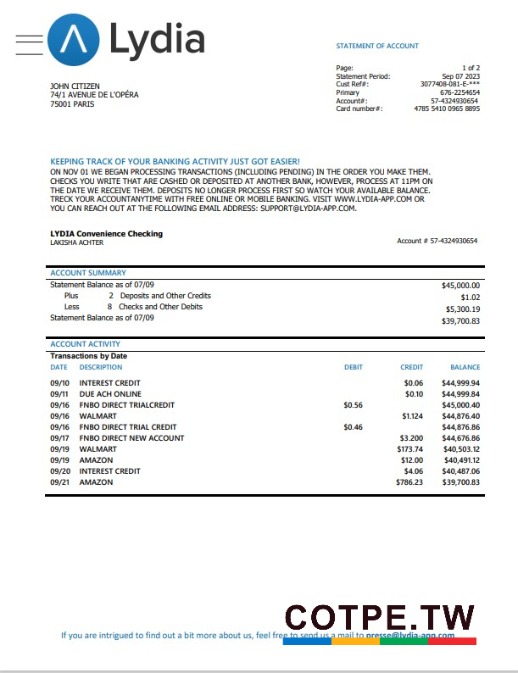 Lydia
STATEMENT OF ACCOUNT
Page: 1 of 2
Statement Period: Sep 07 2023
Cust Ref#: 3077408-081-E-***
Primary 676-2254654
Account#: 57-4324930654
Card number#: 4785 5410 0965 8895
JOHN CITIZEN
74/1 AVENUE DE L'OPÉRA
75001 PARIS
KEEPING TRACK OF YOUR BANKING ACTIVITY JUST GOT EASIER!
ON NOV 01 WE BEGAN PROCESSING TRANSACTIONS (INCLUDING PENDING) IN THE ORDER YOU MAKE THEM.
CHECKS YOU WRITE THAT ARE CASHED OR DEPOSITED AT ANOTHER BANK, HOWEVER, PROCESS AT 11PM ON
THE DATE WE RECEIVE THEM. DEPOSITS NO LONGER PROCESS FIRST SO WATCH YOUR AVAILABLE BALANCE.
TRECK YOUR ACCOUNTANYTIME WITH FREE ONLINE OR MOBILE BANKING. VISIT WWW.LYDIA-APP.COM OR
YOU CAN REACH OUT AT THE FOLLOWING EMAIL ADDRESS: SUPPORT@LYDIA-APP.COM.
LYDIA Convenience Checking
LAKISHA ACHTER
Account # 57-4324930654
ACCOUNT SUMMARY
Statement Balance as of 07/09 $45,000.00
Plus 2 Deposits and Other Credits $1.02
Less 8 Checks and Other Debits $5,300.19
Statement Balance as of 07/09 $39,700.83
ACCOUNT ACTIVITY
Transactions by Date
DATE DESCRIPTION DEBIT CREDIT BALANCE
09/10 INTEREST CREDIT $0.06 $44,999.94
09/11 DUE ACH ONLINE $0.10 $44,999.84
09/16 FNBO DIRECT TRIALCREDIT $0.56 $45,000.40
09/16 WALMART $1.124 $44,876.40
09/16 FNBO DIRECT TRIAL CREDIT $0.46 $44,876.86
09/17 FNBO DIRECT NEW ACCOUNT $3.200 $44,676.86
09/19 WALMART $173.74 $40,503.12
09/19 AMAZON $12.00 $40,491.12
09/20 INTEREST CREDIT $4.06 $40,487.06
09/21 AMAZON $786.23 $39,700.83
COTPE.TW
If you are intrigued to find out a bit more about us, feel free to send us a mail to presse@lydia-app.com